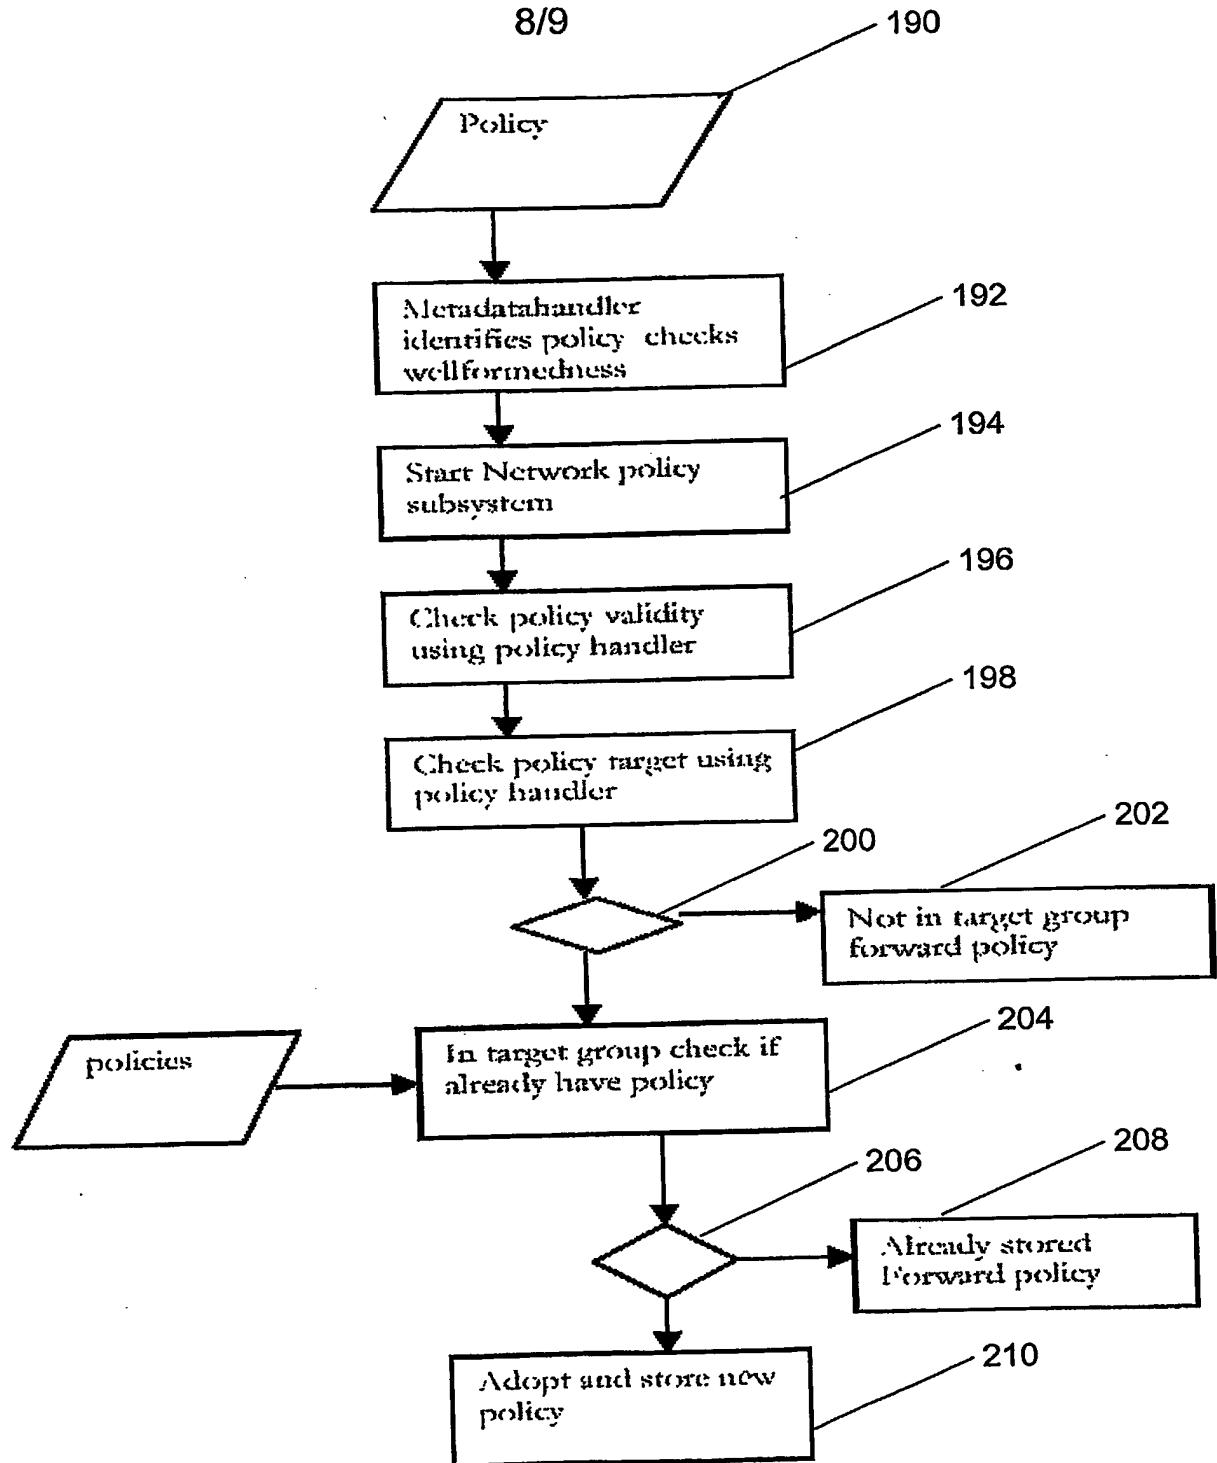 8/9
190
Policy
192
Metadatahandler
identifies policy checks
wellformedness
194
Start Network policy
subsystem
196
Check policy validity
using policy handler
198
Check policy target using
policy handler
200
202
Not in target group
forward policy
204
policies
In target group check if
already have policy
206
208
Already stored
Forward policy
210
Adopt and store new
policy